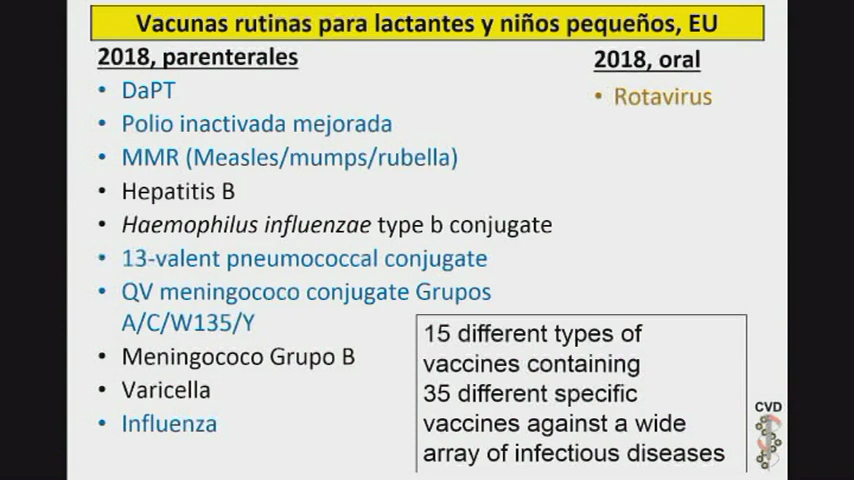 Vacunas rutinas para lactantes y niños pequeños, EU
2018, parenterales
• DaPT
• Polio inactivada mejorada
• MMR (Measles/mumps/rubella)
• Hepatitis B
• Haemophilus influenzae type b conjugate
• 13-valent pneumococcal conjugate
• QV meningococo conjugate Grupos
A/C/W135/Y
• Meningococo Grupo B
• Varicella
• Influenza
2018, oral
• Rotavirus
15 different types of
vaccines containing
35 different specific
vaccines against a wide
array of infectious diseases
CVD